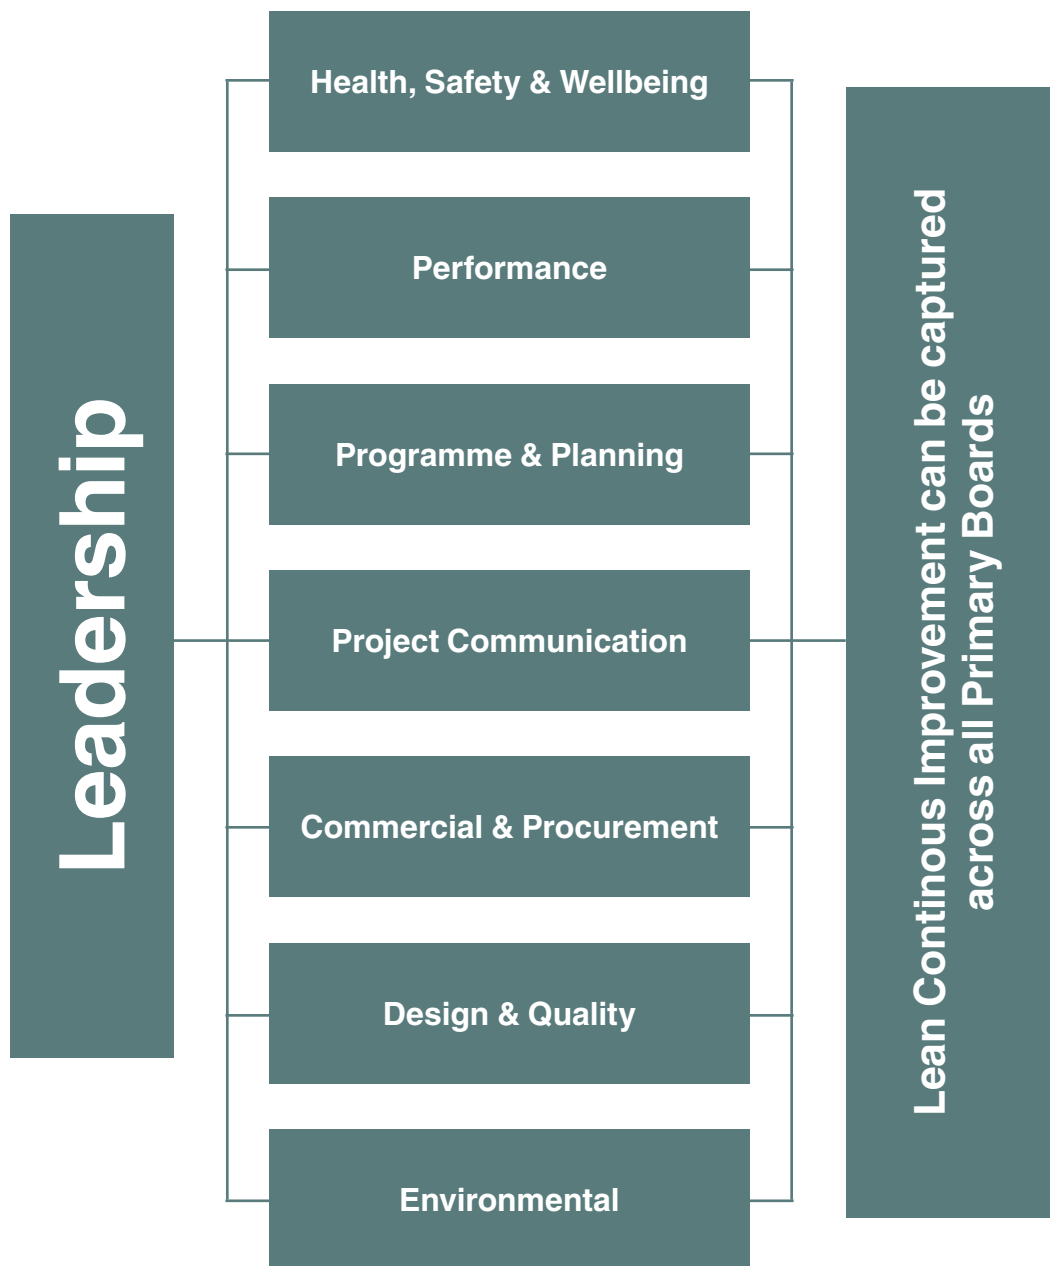 Leadership
Health, Safety & Wellbeing
Performance
Programme & Planning
Project Communication
Commercial & Procurement
Design & Quality
Environmental
Lean Continous Improvement can be captured
across all Primary Boards